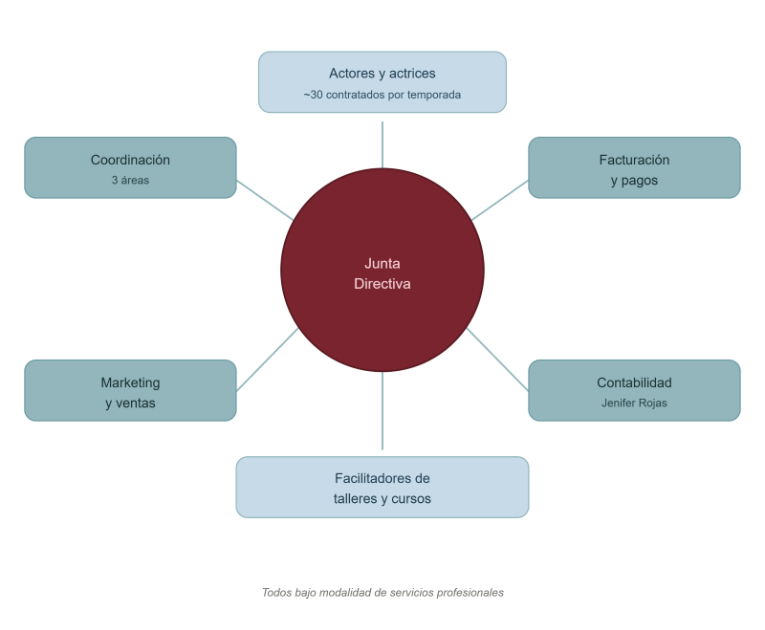 Actores y actrices
~30 contratados por temporada
Coordinación
3 áreas
Facturación
y pagos
Junta
Directiva
Marketing
y ventas
Contabilidad
Jenifer Rojas
Facilitadores de
talleres y cursos
Todos bajo modalidad de servicios profesionales